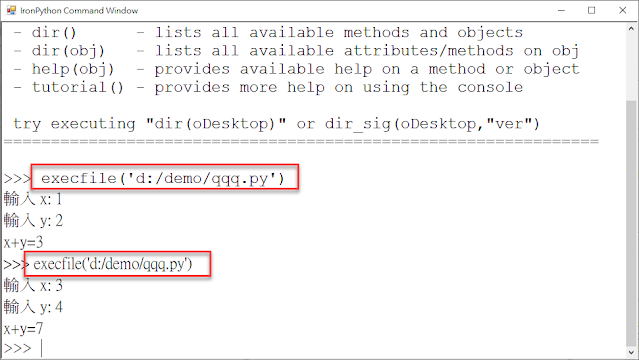 IronPython Command Window
- dir() - lists all available methods and objects
- dir(obj) - lists all available attributes/methods on obj
- help(obj) - provides available help on a method or object
- tutorial() - provides more help on using the console
try executing "dir(oDesktop)" or dir_sig(oDesktop,"ver")
================================================================
>>> execfile('d:/demo/qqq.py')
輸入 x: 1
輸入 y: 2
x+y=3
>>> execfile('d:/demo/qqq.py')
輸入 x: 3
輸入 y: 4
x+y=7
>>>